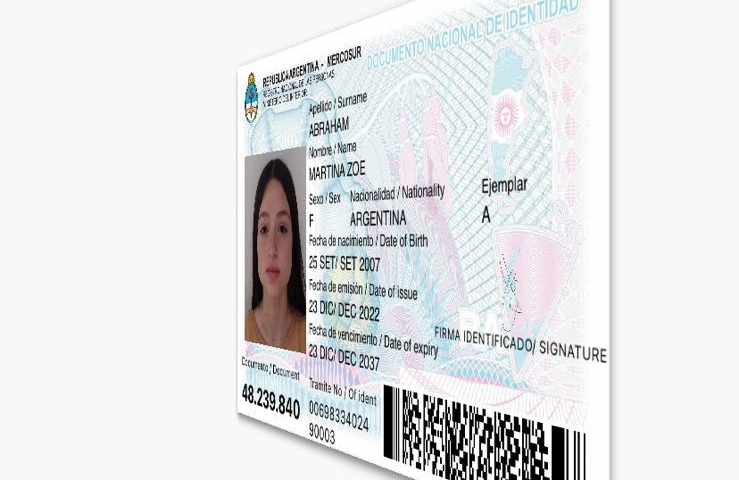 REPUBLICA ARGENTINA - MERCOSUR
REGISTRO NACIONAL DE LAS PERSONAS
MINISTERIO DEL INTERIOR
DOCUMENTO NACIONAL DE IDENTIDAD
Apellido / Surname
ABRAHAM
Nombre / Name
MARTINA ZOE
Sexo / Sex Nacionalidad / Nationality
F ARGENTINA
Ejemplar
A
Fecha de nacimiento / Date of Birth
25 SET/ SET 2007
Fecha de emisión / Date of issue
23 DIC/ DEC 2022
Fecha de vencimiento / Date of expiry
23 DIC/ DEC 2037
FIRMA IDENTIFICADO/ SIGNATURE
Documento / Document
48.239.840
Tramite No / Of ident
00698334024
90003